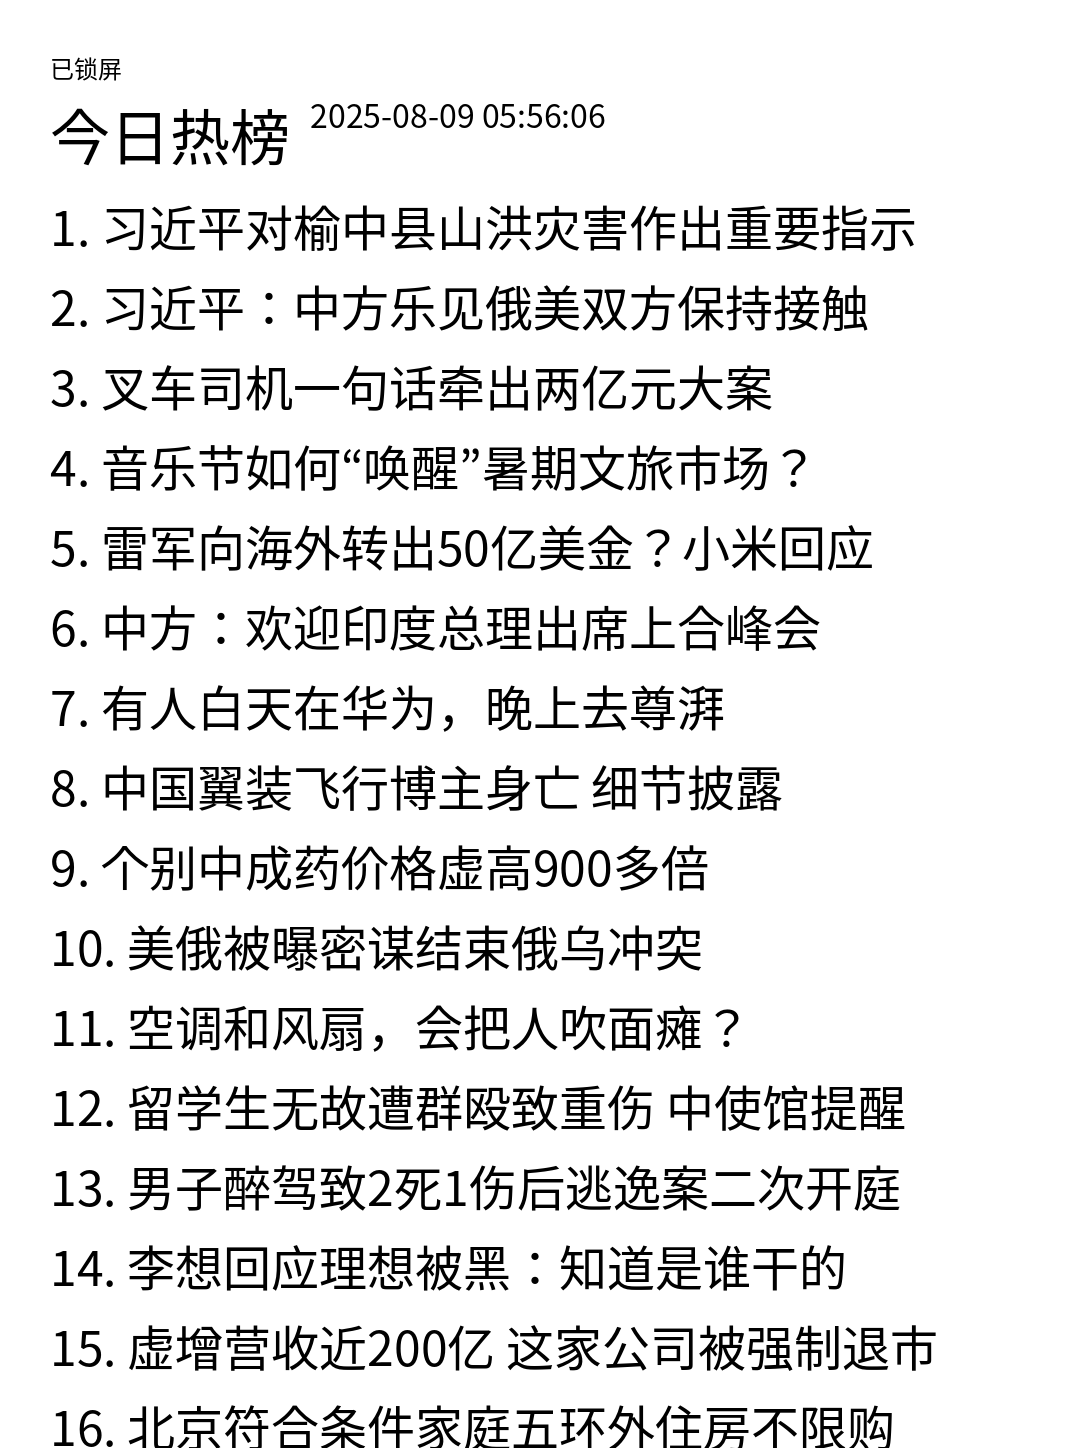 已锁屏
今日热榜 2025-08-09 05:56:06
1. 习近平对榆中县山洪灾害作出重要指示
2. 习近平：中方乐见俄美双方保持接触
3. 叉车司机一句话牵出两亿元大案
4. 音乐节如何“唤醒”暑期文旅市场？
5. 雷军向海外转出50亿美金？小米回应
6. 中方：欢迎印度总理出席上合峰会
7. 有人白天在华为，晚上去尊湃
8. 中国翼装飞行博主身亡 细节披露
9. 个别中成药价格虚高900多倍
10. 美俄被曝密谋结束俄乌冲突
11. 空调和风扇，会把人吹面瘫？
12. 留学生无故遭群殴致重伤 中使馆提醒
13. 男子醉驾致2死1伤后逃逸案二次开庭
14. 李想回应理想被黑：知道是谁干的
15. 虚增营收近200亿 这家公司被强制退市
16. 北京符合条件家庭五环外住房不限购